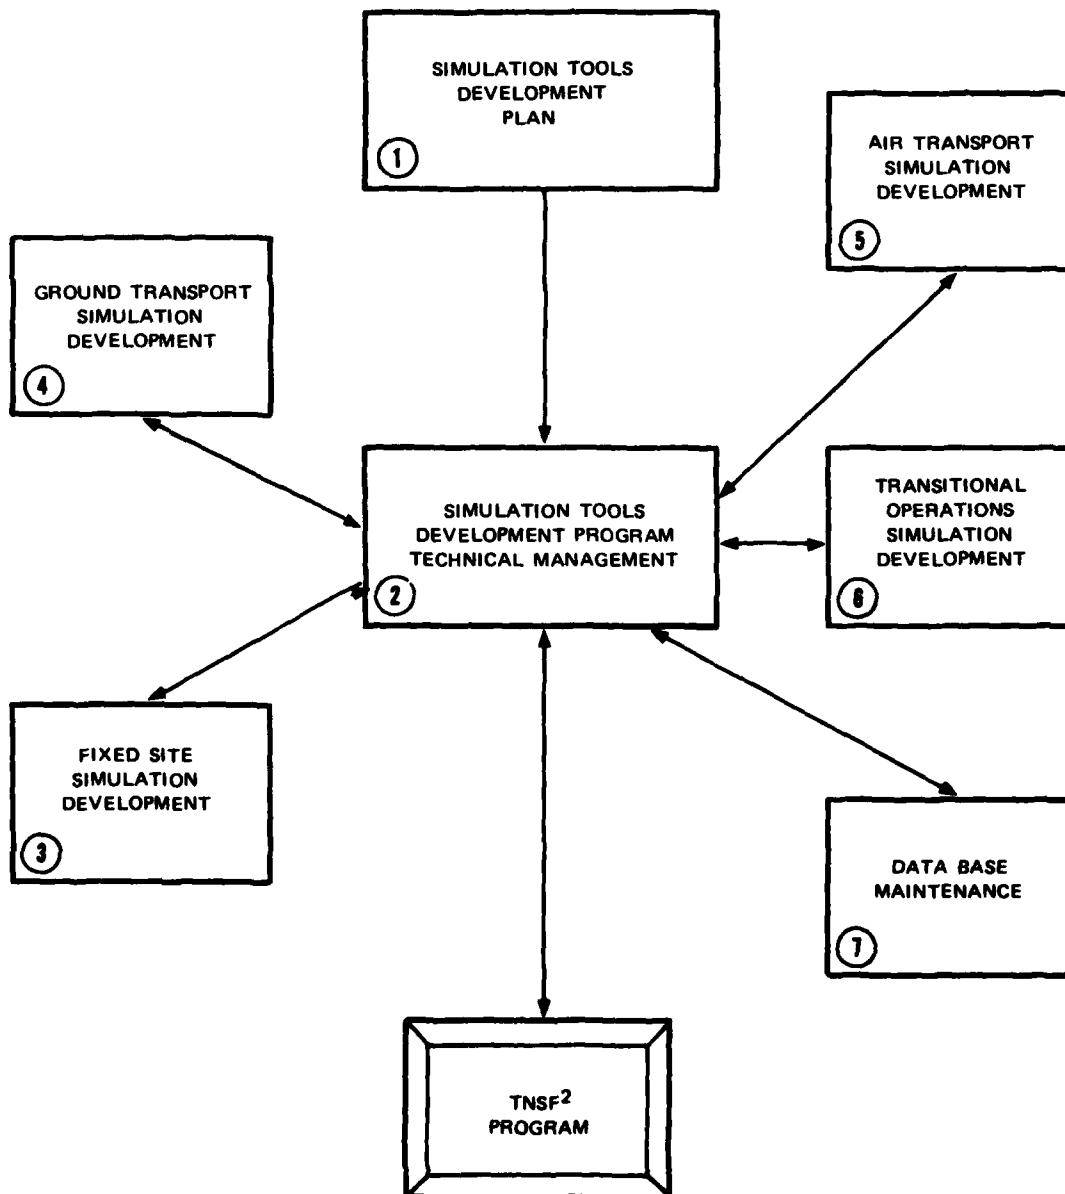 SIMULATION TOOLS
DEVELOPMENT
PLAN
1
AIR TRANSPORT
SIMULATION
DEVELOPMENT
5
GROUND TRANSPORT
SIMULATION
DEVELOPMENT
4
SIMULATION TOOLS
DEVELOPMENT PROGRAM
TECHNICAL MANAGEMENT
2
TRANSITIONAL
OPERATIONS
SIMULATION
DEVELOPMENT
6
FIXED SITE
SIMULATION
DEVELOPMENT
3
DATA BASE
MAINTENANCE
7
TNSF²
PROGRAM